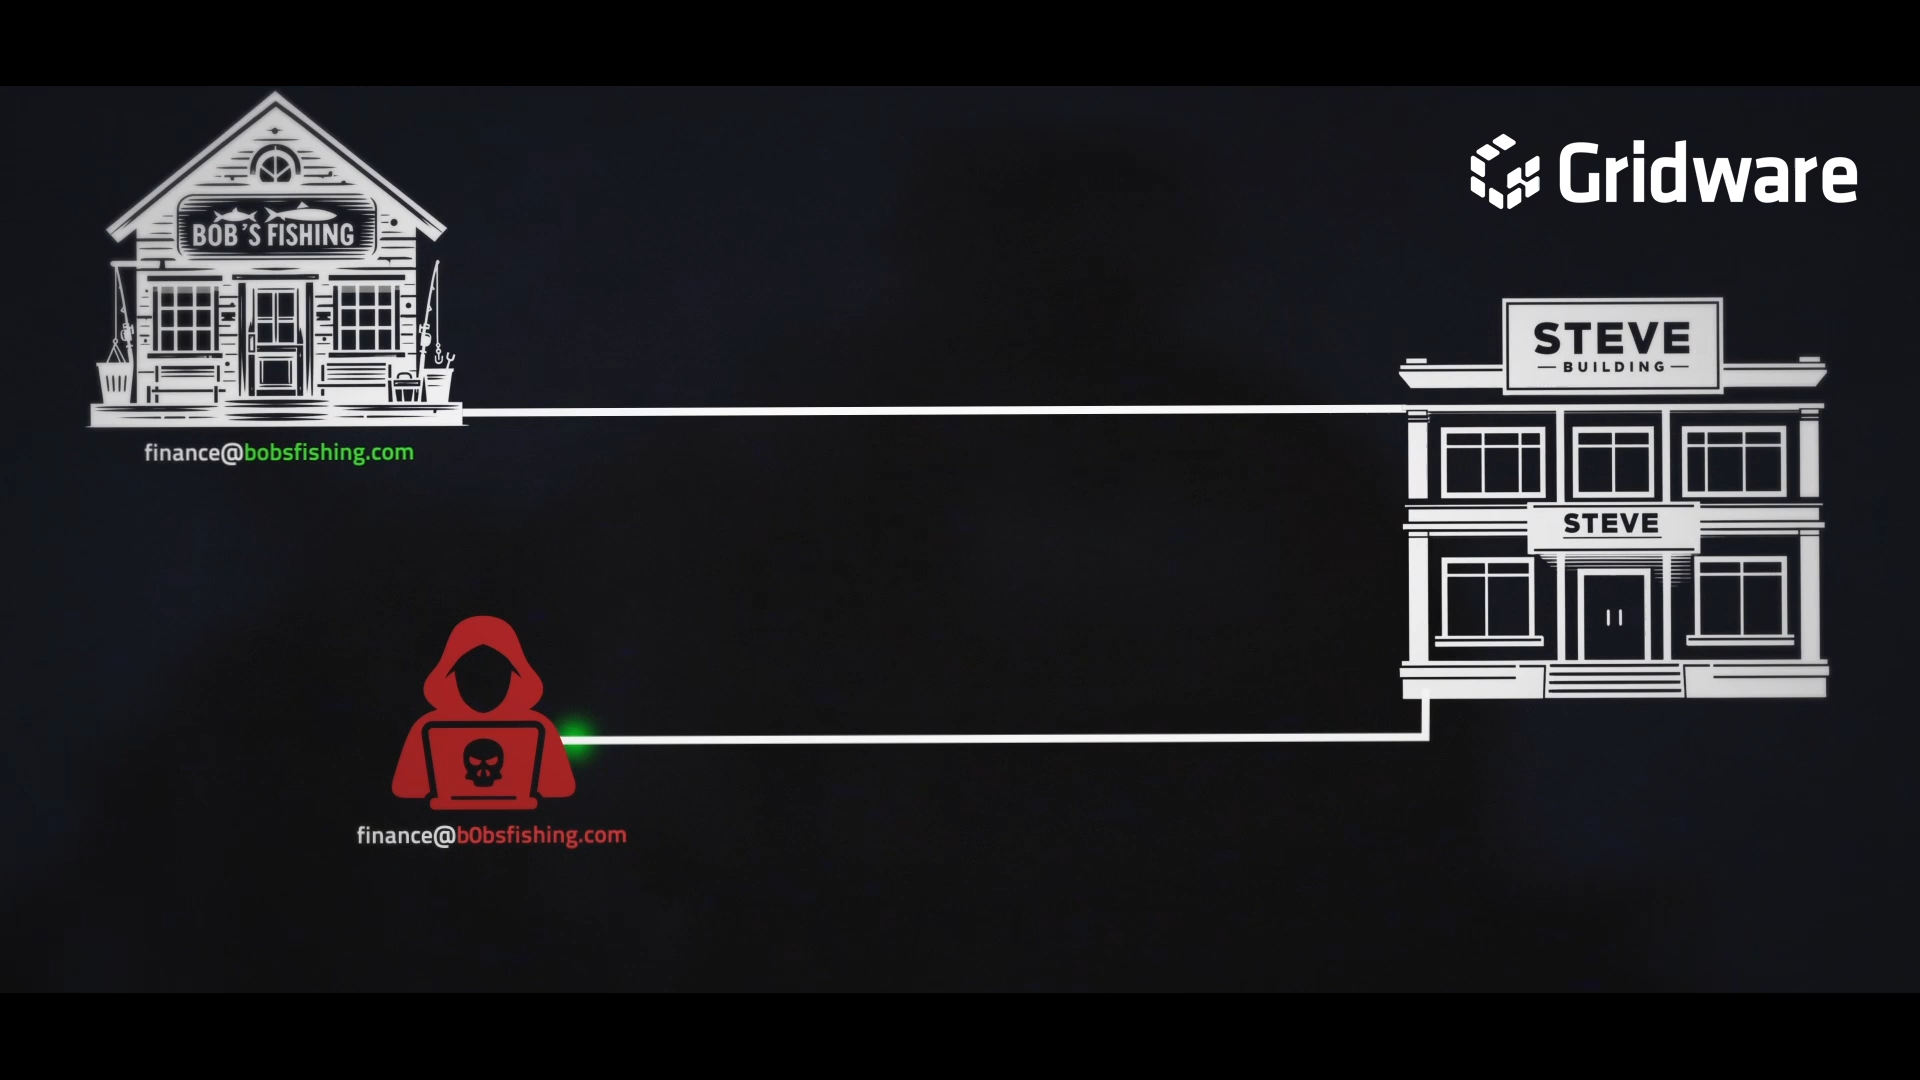 Gridware
BOB'S FISHING
STEVE
BUILDING
finance@bobsfishing.com
STEVE
finance@b0bsfishing.com